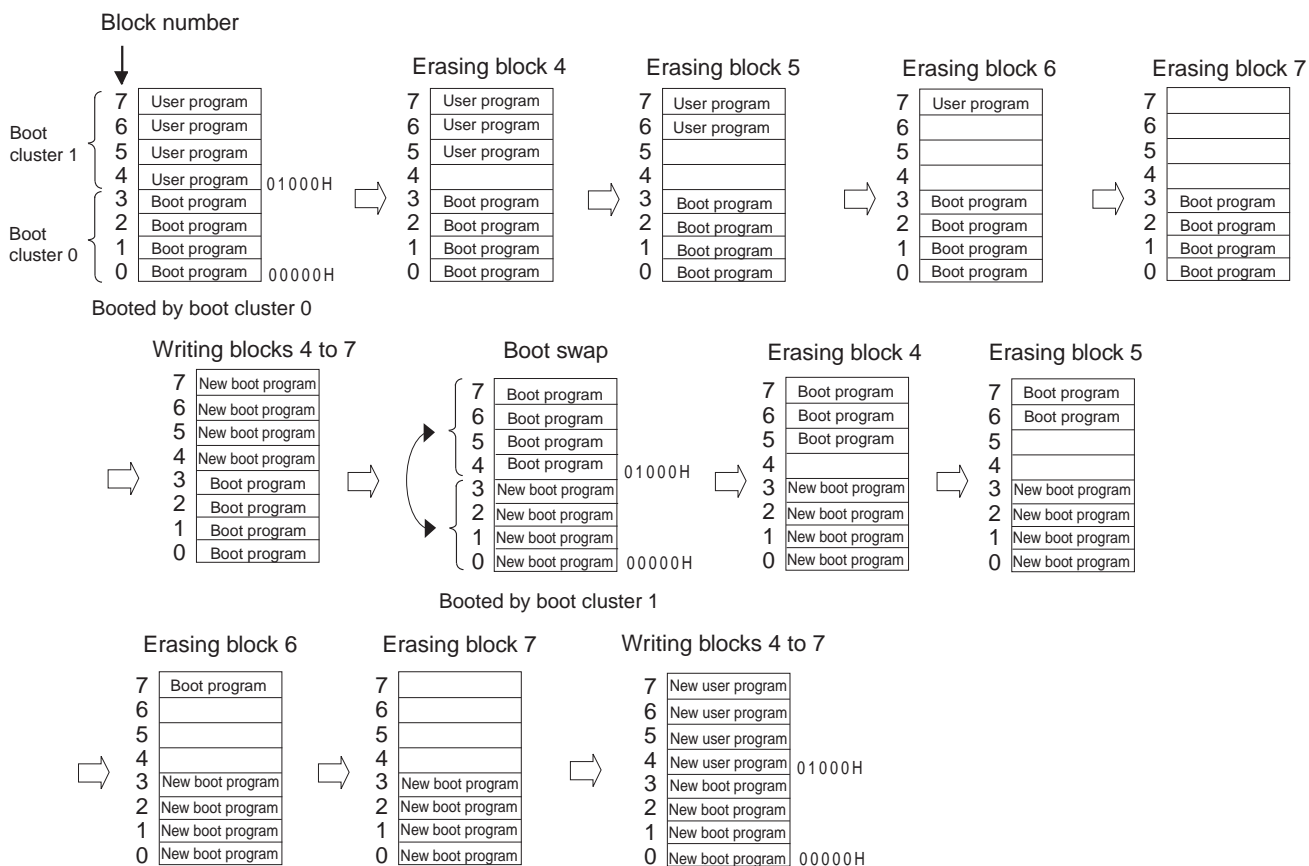 Block number
Erasing block 4
Erasing block 5
Erasing block 6
Erasing block 7
Boot
cluster 1
Boot
cluster 0
7 User program
6 User program
5 User program
4 User program
01000H
3 Boot program
2 Boot program
1 Boot program
0 Boot program
00000H
Booted by boot cluster 0
7 User program
6 User program
5 User program
4
3 Boot program
2 Boot program
1 Boot program
0 Boot program
7 User program
6 User program
5
4
3 Boot program
2 Boot program
1 Boot program
0 Boot program
7 User program
6
5
4
3 Boot program
2 Boot program
1 Boot program
0 Boot program
7
6
5
4
3 Boot program
2 Boot program
1 Boot program
0 Boot program
Writing blocks 4 to 7
7 New boot program
6 New boot program
5 New boot program
4 New boot program
3 Boot program
2 Boot program
1 Boot program
0 Boot program
Boot swap
7 Boot program
6 Boot program
5 Boot program
4 Boot program
01000H
3 New boot program
2 New boot program
1 New boot program
0 New boot program
00000H
Booted by boot cluster 1
Erasing block 4
7 Boot program
6 Boot program
5 Boot program
4
3 New boot program
2 New boot program
1 New boot program
0 New boot program
Erasing block 5
7 Boot program
6 Boot program
5
4
3 New boot program
2 New boot program
1 New boot program
0 New boot program
Erasing block 6
7 Boot program
6
5
4
3 New boot program
2 New boot program
1 New boot program
0 New boot program
Erasing block 7
7
6
5
4
3 New boot program
2 New boot program
1 New boot program
0 New boot program
Writing blocks 4 to 7
7 New user program
6 New user program
5 New user program
4 New user program
01000H
3 New boot program
2 New boot program
1 New boot program
0 New boot program
00000H